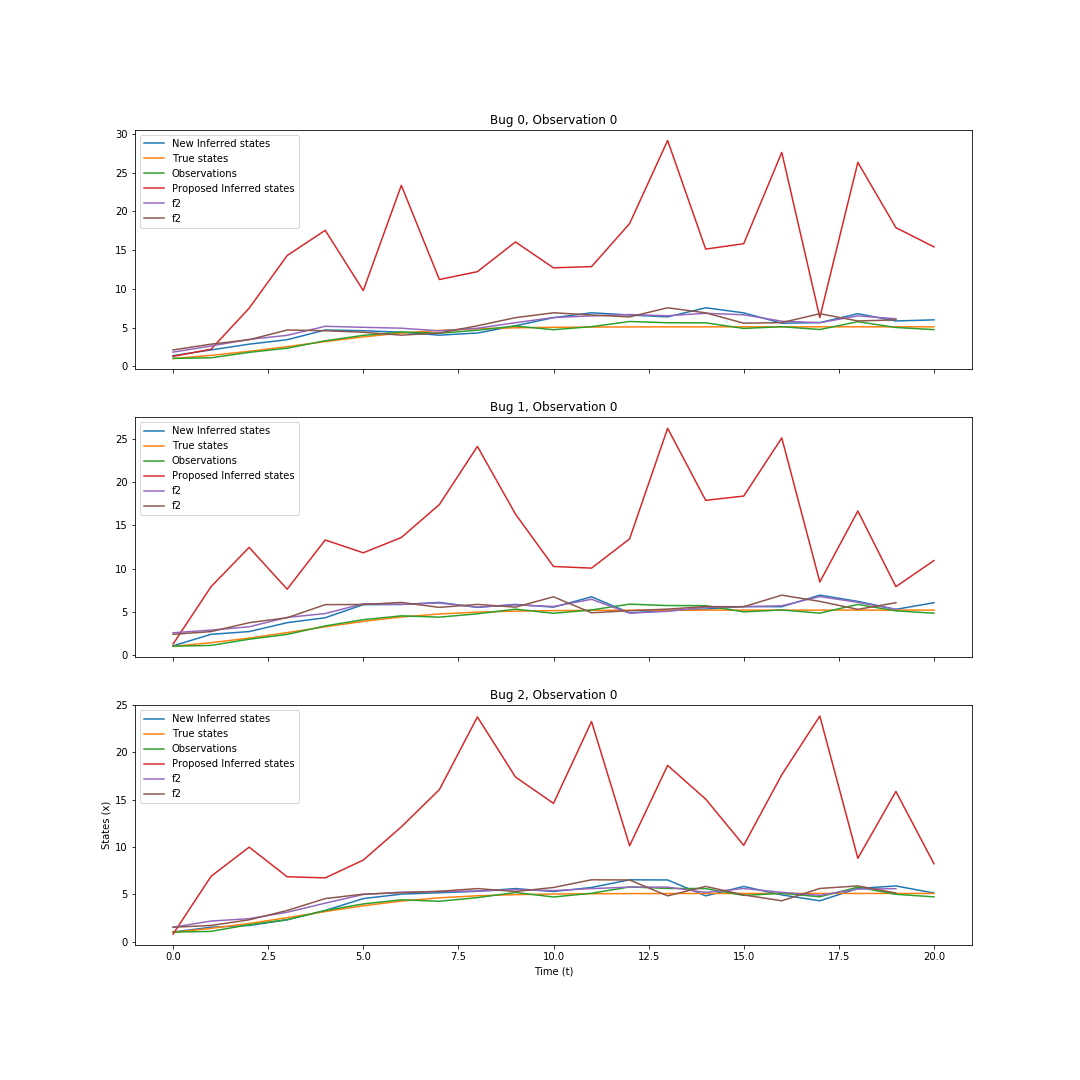 Bug 0, Observation 0
30
25
20
15
10
5
0
New Inferred states
True states
Observations
Proposed Inferred states
f2
f2
Bug 1, Observation 0
25
20
15
10
5
0
New Inferred states
True states
Observations
Proposed Inferred states
f2
f2
Bug 2, Observation 0
States (x)
25
20
15
10
5
0
New Inferred states
True states
Observations
Proposed Inferred states
f2
f2
0.0 2.5 5.0 7.5 10.0 12.5 15.0 17.5 20.0
Time (t)